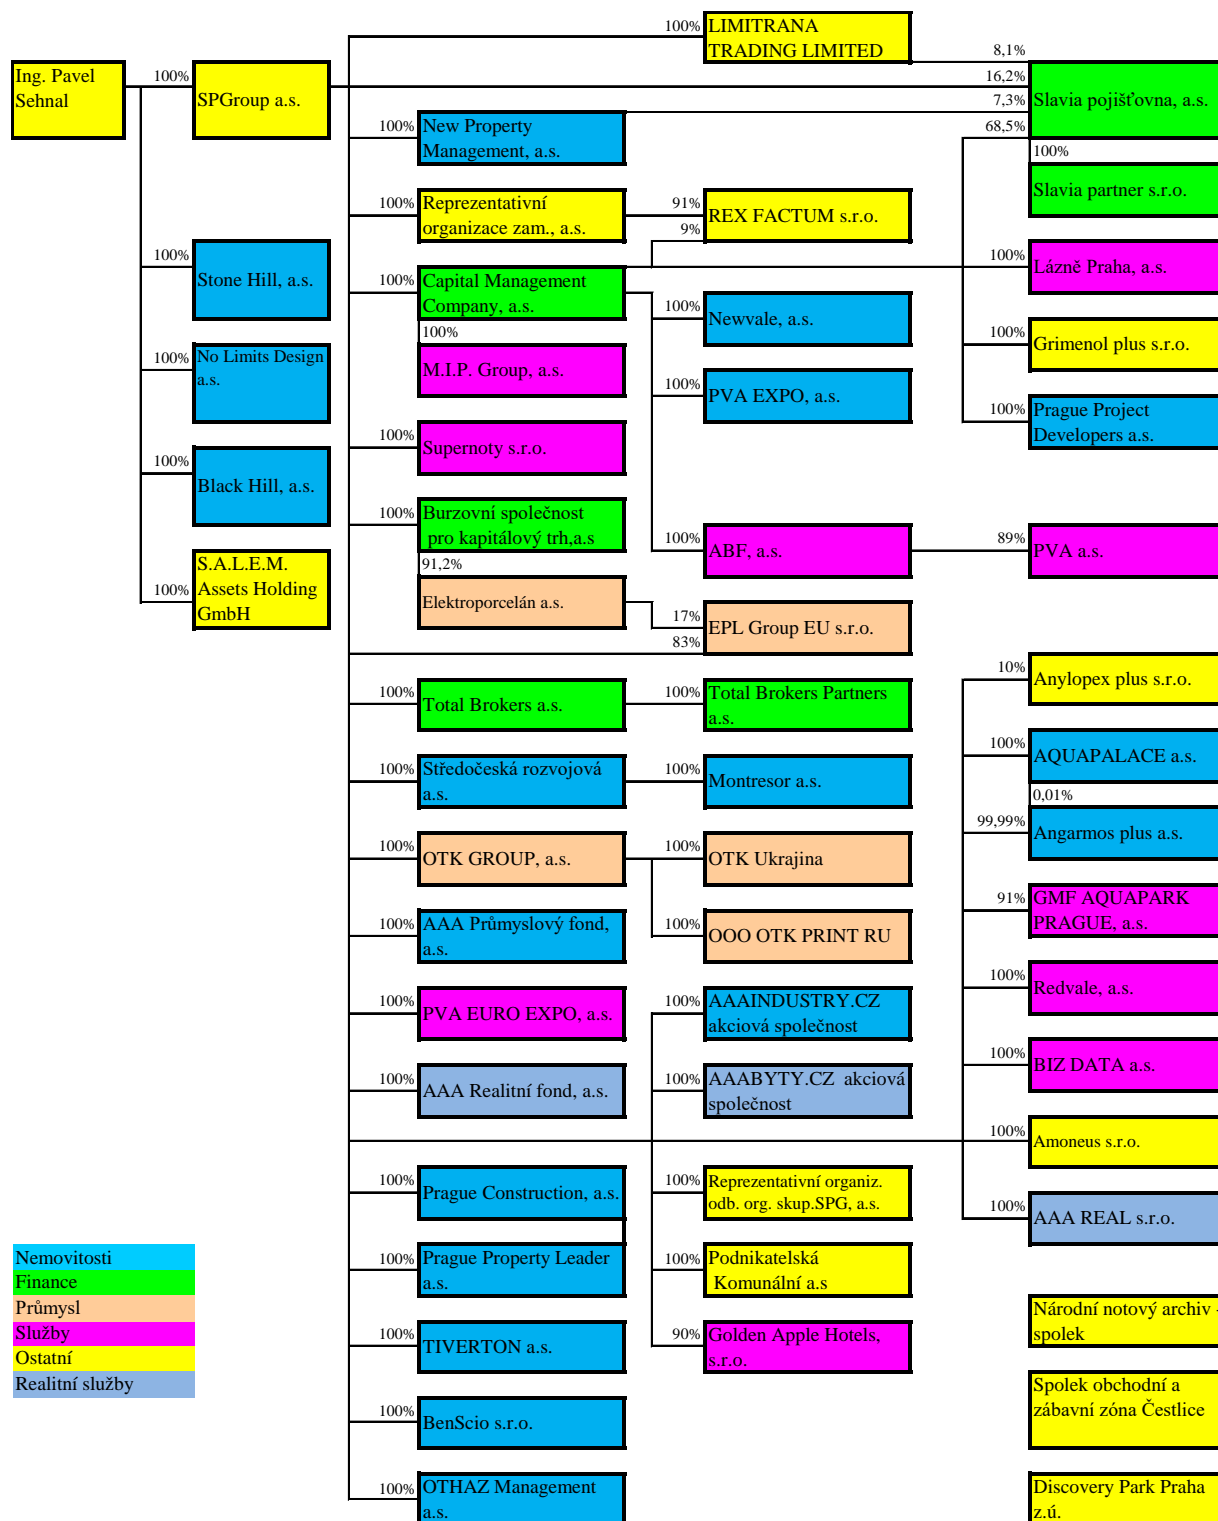 100%
LIMITRANA
TRADING LIMITED
8,1%
Ing. Pavel
Sehnal
100%
SPGroup a.s.
16,2%
7,3%
Slavia pojišťovna, a.s.
100%
New Property
Management, a.s.
68,5%
100%
Slavia partner s.r.o.
100%
Reprezentativní
organizace zam., a.s.
91%
9%
REX FACTUM s.r.o.
100%
Stone Hill, a.s.
100%
Capital Management
Company, a.s.
100%
Lázně Praha, a.s.
100%
Newvale, a.s.
100%
M.I.P. Group, a.s.
100%
Grimenol plus s.r.o.
100%
No Limits Design
a.s.
100%
PVA EXPO, a.s.
100%
Prague Project
Developers a.s.
100%
Supernoty s.r.o.
100%
Black Hill, a.s.
100%
Burzovní společnost
pro kapitálový trh,a.s
100%
ABF, a.s.
89%
PVA a.s.
100%
S.A.L.E.M.
Assets Holding
GmbH
91,2%
Elektroporcelán a.s.
17%
83%
EPL Group EU s.r.o.
10%
Anylopex plus s.r.o.
100%
Total Brokers a.s.
100%
Total Brokers Partners
a.s.
100%
AQUAPALACE a.s.
100%
Středočeská rozvojová
a.s.
100%
Montresor a.s.
0,01%
99,99%
Angarmos plus a.s.
100%
OTK GROUP, a.s.
100%
OTK Ukrajina
91%
GMF AQUAPARK
PRAGUE, a.s.
100%
AAA Průmyslový fond,
a.s.
100%
OOO OTK PRINT RU
100%
Redvale, a.s.
100%
PVA EURO EXPO, a.s.
100%
AAAINDUSTRY.CZ
akciová společnost
100%
BIZ DATA a.s.
100%
AAA Realitní fond, a.s.
100%
AAABYTY.CZ akciová
společnost
100%
Amoneus s.r.o.
100%
Prague Construction, a.s.
100%
Reprezentativní organiz.
odb. org. skup.SPG, a.s.
100%
AAA REAL s.r.o.
100%
Prague Property Leader
a.s.
100%
Podnikatelská
Komunální a.s
Nemovitosti
Finance
Průmysl
Služby
Ostatní
Realitní služby
Národní notový archiv -
spolek
100%
TIVERTON a.s.
90%
Golden Apple Hotels,
s.r.o.
Spolek obchodní a
zábavní zóna Čestlice
100%
BenScio s.r.o.
100%
OTHAZ Management
a.s.
Discovery Park Praha
z.ú.